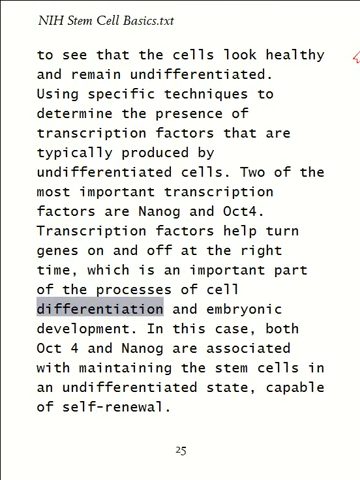 NIH Stem Cell Basics.txt
to see that the cells look healthy
and remain undifferentiated.
Using specific techniques to
determine the presence of
transcription factors that are
typically produced by
undifferentiated cells. Two of the
most important transcription
factors are Nanog and Oct4.
Transcription factors help turn
genes on and off at the right
time, which is an important part
of the processes of cell
differentiation and embryonic
development. In this case, both
Oct 4 and Nanog are associated
with maintaining the stem cells in
an undifferentiated state, capable
of self-renewal.
25